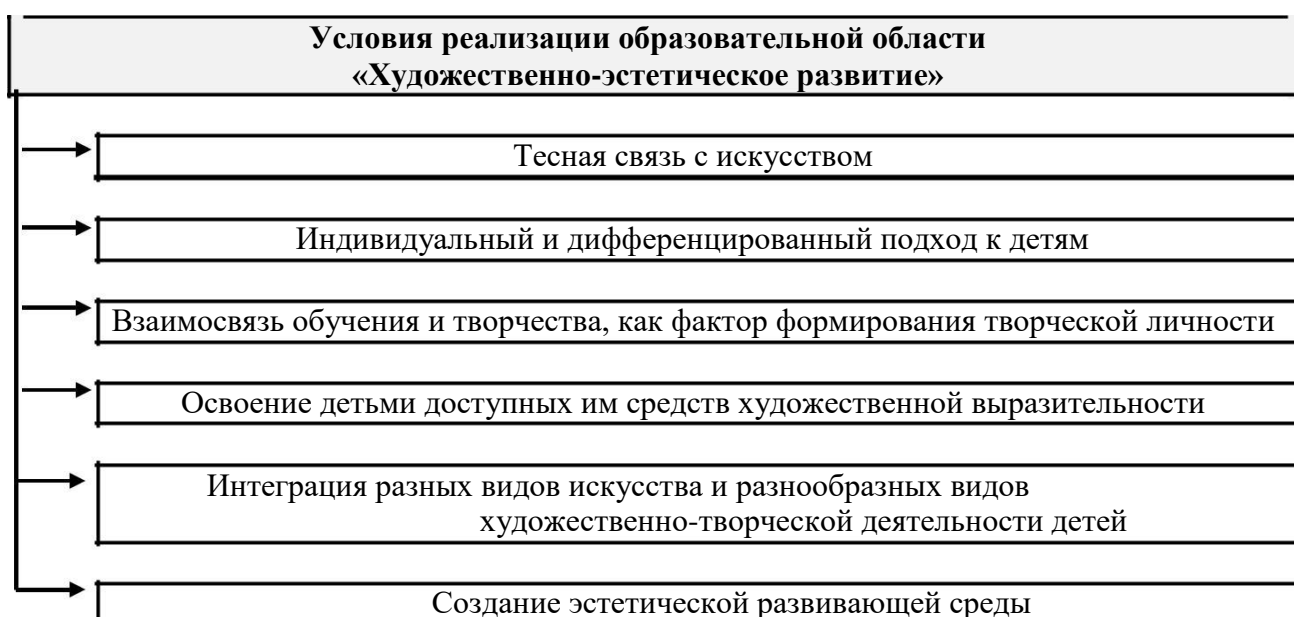 Условия реализации образовательной области
«Художественно-эстетическое развитие»
Тесная связь с искусством
Индивидуальный и дифференцированный подход к детям
Взаимосвязь обучения и творчества, как фактор формирования творческой личности
Освоение детьми доступных им средств художественной выразительности
Интеграция разных видов искусства и разнообразных видов
художественно-творческой деятельности детей
Создание эстетической развивающей среды